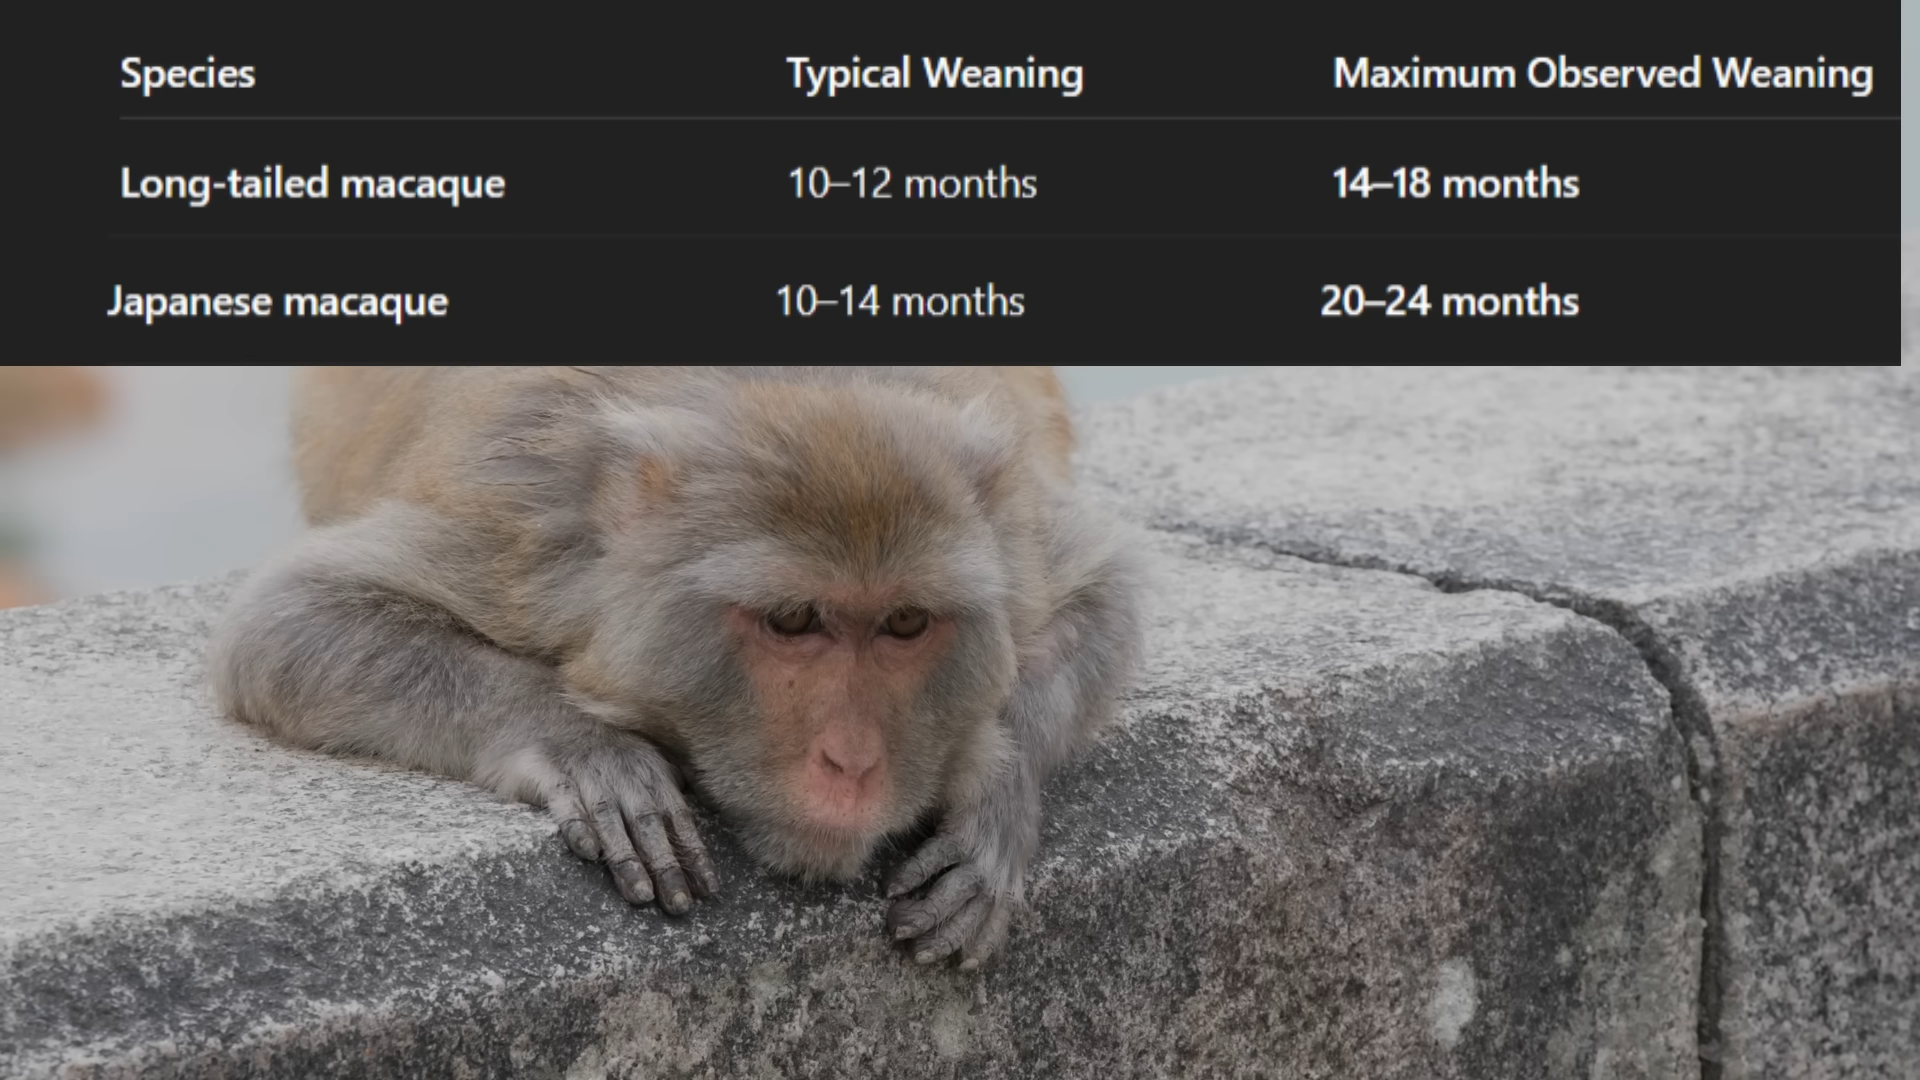 Species Typical Weaning Maximum Observed Weaning
Long-tailed macaque 10–12 months 14–18 months
Japanese macaque 10–14 months 20–24 months